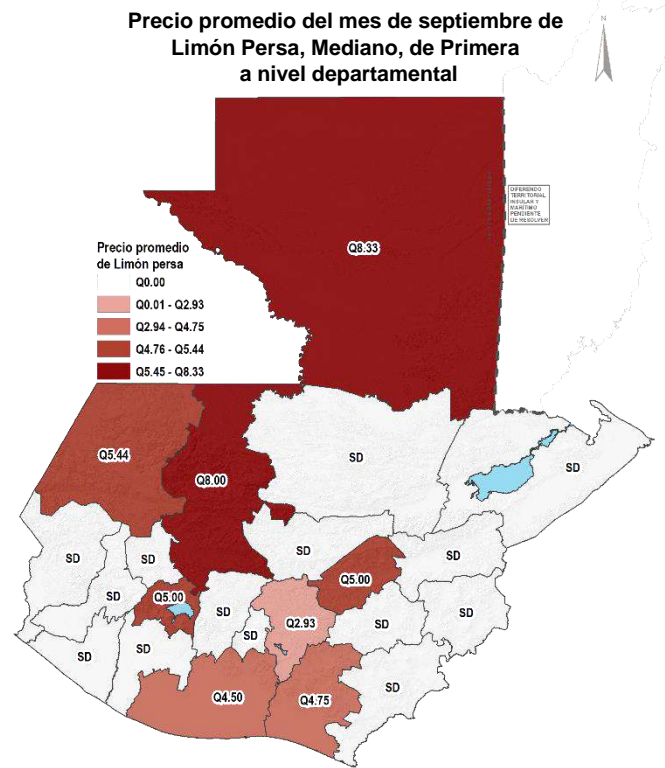 Precio promedio del mes de septiembre de
Limón Persa, Mediano, de Primera
a nivel departamental
N
DIFERENDO
TERRITORIAL
INSULAR Y
MARÍTIMO
PENDIENTE
DE RESOLVER
Q8.33
Precio promedio
de Limón persa
Q0.00
Q0.01 - Q2.93
Q2.94 - Q4.75
Q4.76 - Q5.44
Q5.45 - Q8.33
Q5.44
SD
SD
Q8.00
SD
SD
SD
SD
Q5.00
SD
Q5.00
SD
SD
SD
Q2.93
SD
SD
SD
SD
SD
Q4.50
Q4.75